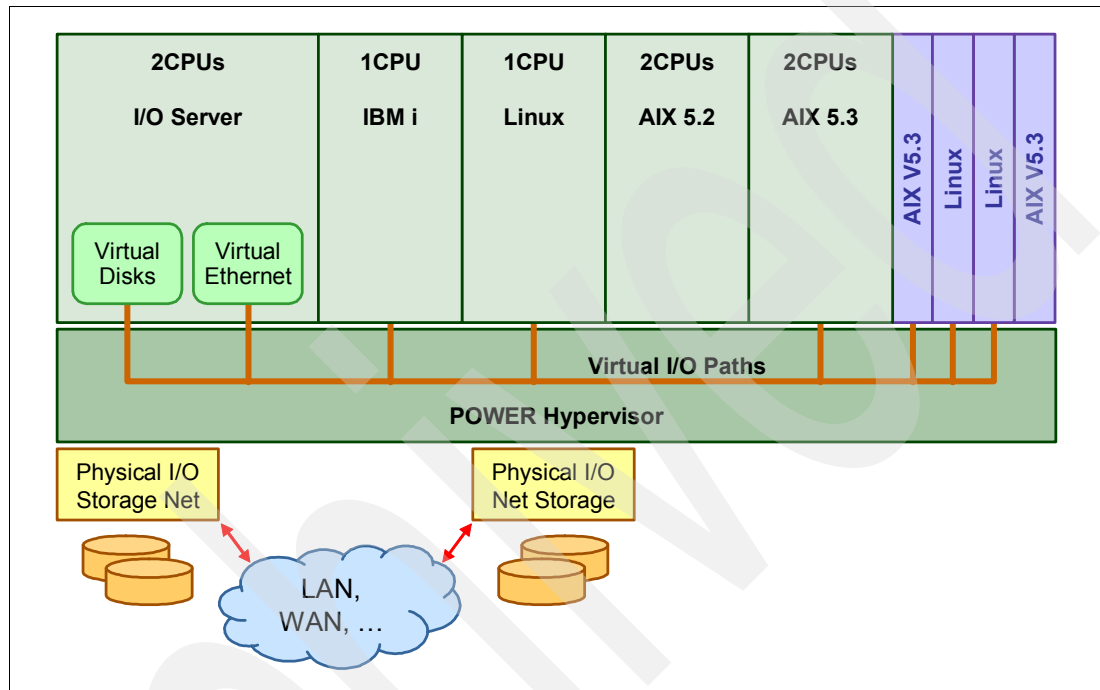 2CPUs
I/O Server
1CPU
IBM i
1CPU
Linux
2CPUs
AIX 5.2
2CPUs
AIX 5.3
AIX V5.3
Linux
Linux
AIX V5.3
Virtual
Disks
Virtual
Ethernet
Virtual I/O Paths
POWER Hypervisor
Physical I/O
Storage Net
Physical I/O
Net Storage
LAN,
WAN, …